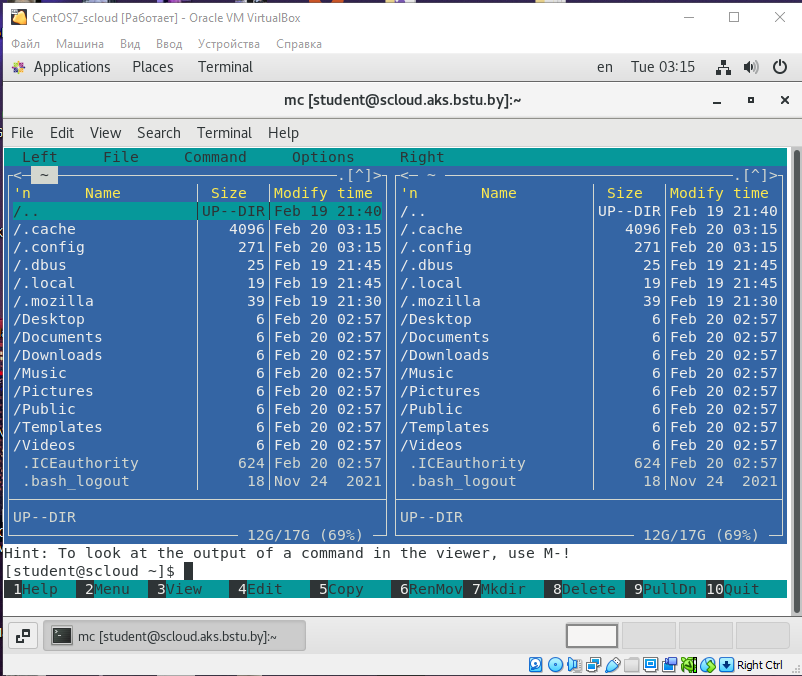 CentOS7_scloud [Работает] - Oracle VM VirtualBox
Файл Машина Вид Ввод Устройства Справка
Applications Places Terminal en Tue 03:15
mc [student@scloud.aks.bstu.by]:~
File Edit View Search Terminal Help
Left File Command Options Right
<─ ~ ─.[^]> <─ ~ ─.[^]>
'n Name Size Modify time 'n Name Size Modify time
/.. UP--DIR Feb 19 21:40 /.. UP--DIR Feb 19 21:40
/.cache 4096 Feb 20 03:15 /.cache 4096 Feb 20 03:15
/.config 271 Feb 20 03:15 /.config 271 Feb 20 03:15
/.dbus 25 Feb 19 21:45 /.dbus 25 Feb 19 21:45
/.local 19 Feb 19 21:45 /.local 19 Feb 19 21:45
/.mozilla 39 Feb 19 21:30 /.mozilla 39 Feb 19 21:30
/Desktop 6 Feb 20 02:57 /Desktop 6 Feb 20 02:57
/Documents 6 Feb 20 02:57 /Documents 6 Feb 20 02:57
/Downloads 6 Feb 20 02:57 /Downloads 6 Feb 20 02:57
/Music 6 Feb 20 02:57 /Music 6 Feb 20 02:57
/Pictures 6 Feb 20 02:57 /Pictures 6 Feb 20 02:57
/Public 6 Feb 20 02:57 /Public 6 Feb 20 02:57
/Templates 6 Feb 20 02:57 /Templates 6 Feb 20 02:57
/Videos 6 Feb 20 02:57 /Videos 6 Feb 20 02:57
.ICEauthority 624 Feb 20 02:57 .ICEauthority 624 Feb 20 02:57
.bash_logout 18 Nov 24 2021 .bash_logout 18 Nov 24 2021
UP--DIR UP--DIR
12G/17G (69%) 12G/17G (69%)
Hint: To look at the output of a command in the viewer, use M-!
[student@scloud ~]$
1Help 2Menu 3View 4Edit 5Copy 6RenMov 7Mkdir 8Delete 9PullDn 10Quit
mc [student@scloud.aks.bstu.by]:~
Right Ctrl